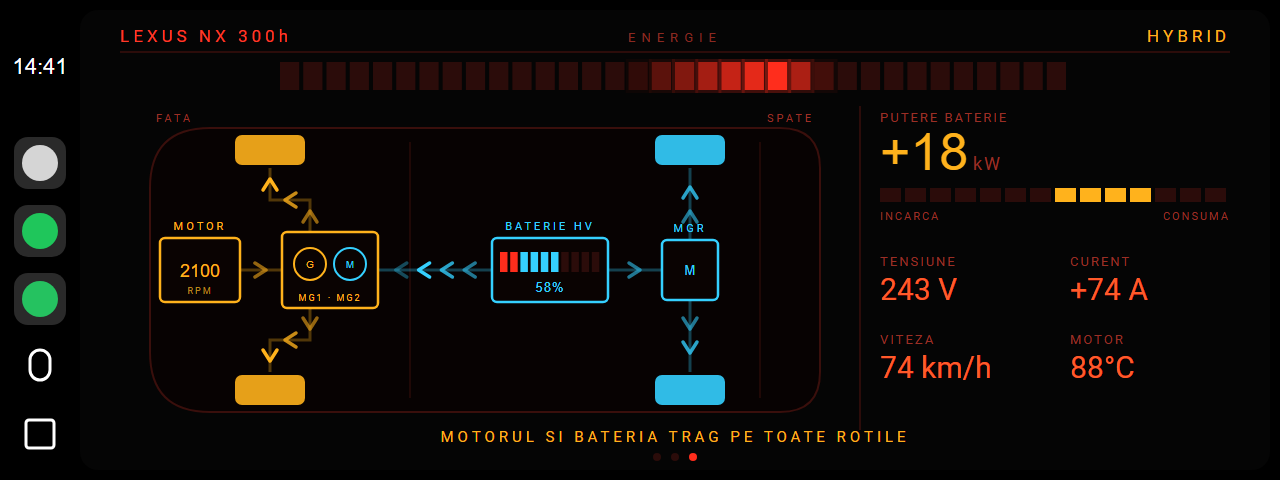 LEXUS NX 300h
ENERGIE
HYBRID
14:41
FATA
SPATE
MOTOR
2100
RPM
G
M
MG1 · MG2
BATERIE HV
58%
MGR
M
PUTERE BATERIE
+18 kW
INCARCA
CONSUMA
TENSIUNE
243 V
CURENT
+74 A
VITEZA
74 km/h
MOTOR
88°C
MOTORUL SI BATERIA TRAG PE TOATE ROTILE